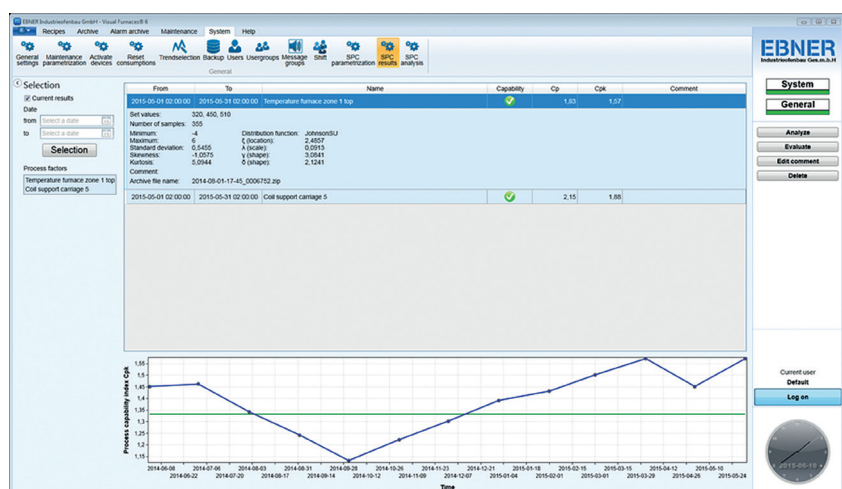 EBNER Industrieofenbau GmbH - Visual Furnaces® 6
Recipes Archive Alarm archive Maintenance System Help
General settings
Maintenance parametrization
Activate devices
Reset consumptions
Trendselection
Backup
Users
Usergroups
Message groups
Shift
SPC parametrization
SPC results
SPC analysis
General
EBNER
Industrieofenbau Ges.m.b.H
Selection
Current results
Date
from Select a date
to Select a date
Selection
Process factors
Temperature furnace zone 1 top
Coil support carriage 5
From To Name Capability Cp Cpk Comment
2015-05-01 02:00:00 2015-05-31 02:00:00 Temperature furnace zone 1 top 1,83 1,57
Set values: 320, 450, 510
Number of samples: 355
Minimum: -4 Distribution function: JohnsonSU
Maximum: 6 ξ (location): 2,4857
Standard deviation: 0,5455 λ (scale): 0,0913
Skewness: -1,0575 γ (shape): 3,0841
Kurtosis: 5,0944 δ (shape): 2,1241
Comment:
Archive file name: 2014-08-01-17-45_0006752.zip
2015-05-01 02:00:00 2015-05-31 02:00:00 Coil support carriage 5 2,15 1,88
System
General
Analyze
Evaluate
Edit comment
Delete
Current user
Default
Log on
2015-06-18
Process capability index Cpk
1,55
1,5
1,45
1,4
1,35
1,3
1,25
1,2
1,15
2014-06-08 2014-07-06 2014-08-03 2014-08-31 2014-09-28 2014-10-26 2014-11-23 2014-12-21 2015-01-18 2015-02-15 2015-03-15 2015-04-12 2015-05-10
2014-06-22 2014-07-20 2014-08-17 2014-09-14 2014-10-12 2014-11-09 2014-12-07 2015-01-04 2015-02-01 2015-03-01 2015-03-29 2015-04-26 2015-05-24
Time